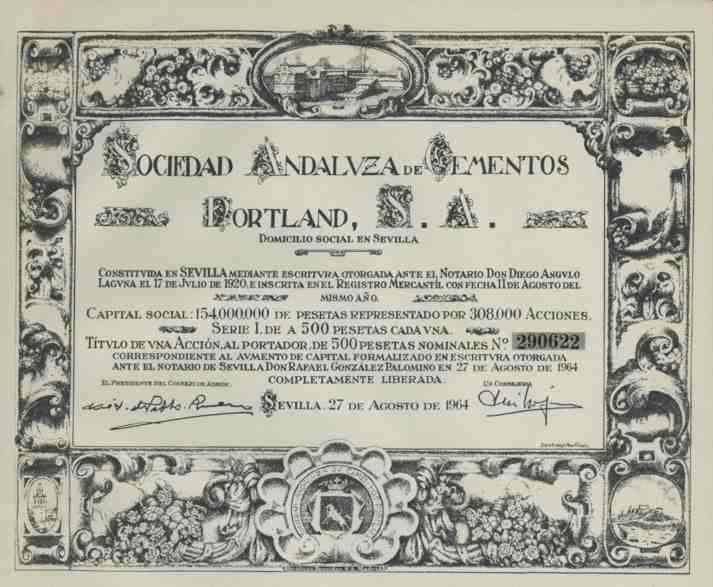 SOCIEDAD ANDALVZA DE CEMENTOS
PORTLAND, S. A.
DOMICILIO SOCIAL EN SEVILLA
CONSTITVIDA EN SEVILLA MEDIANTE ESCRITVRA OTORGADA ANTE EL NOTARIO DON DIEGO ANGVLO
LAGVNA EL 17 DE JVLIO DE 1920, E INSCRITA EN EL REGISTRO MERCANTIL CON FECHA 11 DE AGOSTO DEL
MISMO AÑO.
CAPITAL SOCIAL: 154.000.000 DE PESETAS REPRESENTADO POR 308.000 ACCIONES.
SERIE I, DE A 500 PESETAS CADA VNA.
TÍTVLO DE VNA ACCIÓN, AL PORTADOR, DE 500 PESETAS NOMINALES Nº 290622
CORRESPONDIENTE AL AVMENTO DE CAPITAL FORMALIZADO EN ESCRITVRA OTORGADA
ANTE EL NOTARIO DE SEVILLA DON RAFAEL GONZÁLEZ PALOMINO EN 27 DE AGOSTO DE 1964
COMPLETAMENTE LIBERADA.
EL PRESIDENTE DEL CONSEJO DE ADMON.
UN CONSEJERO
SEVILLA, 27 DE AGOSTO DE 1964